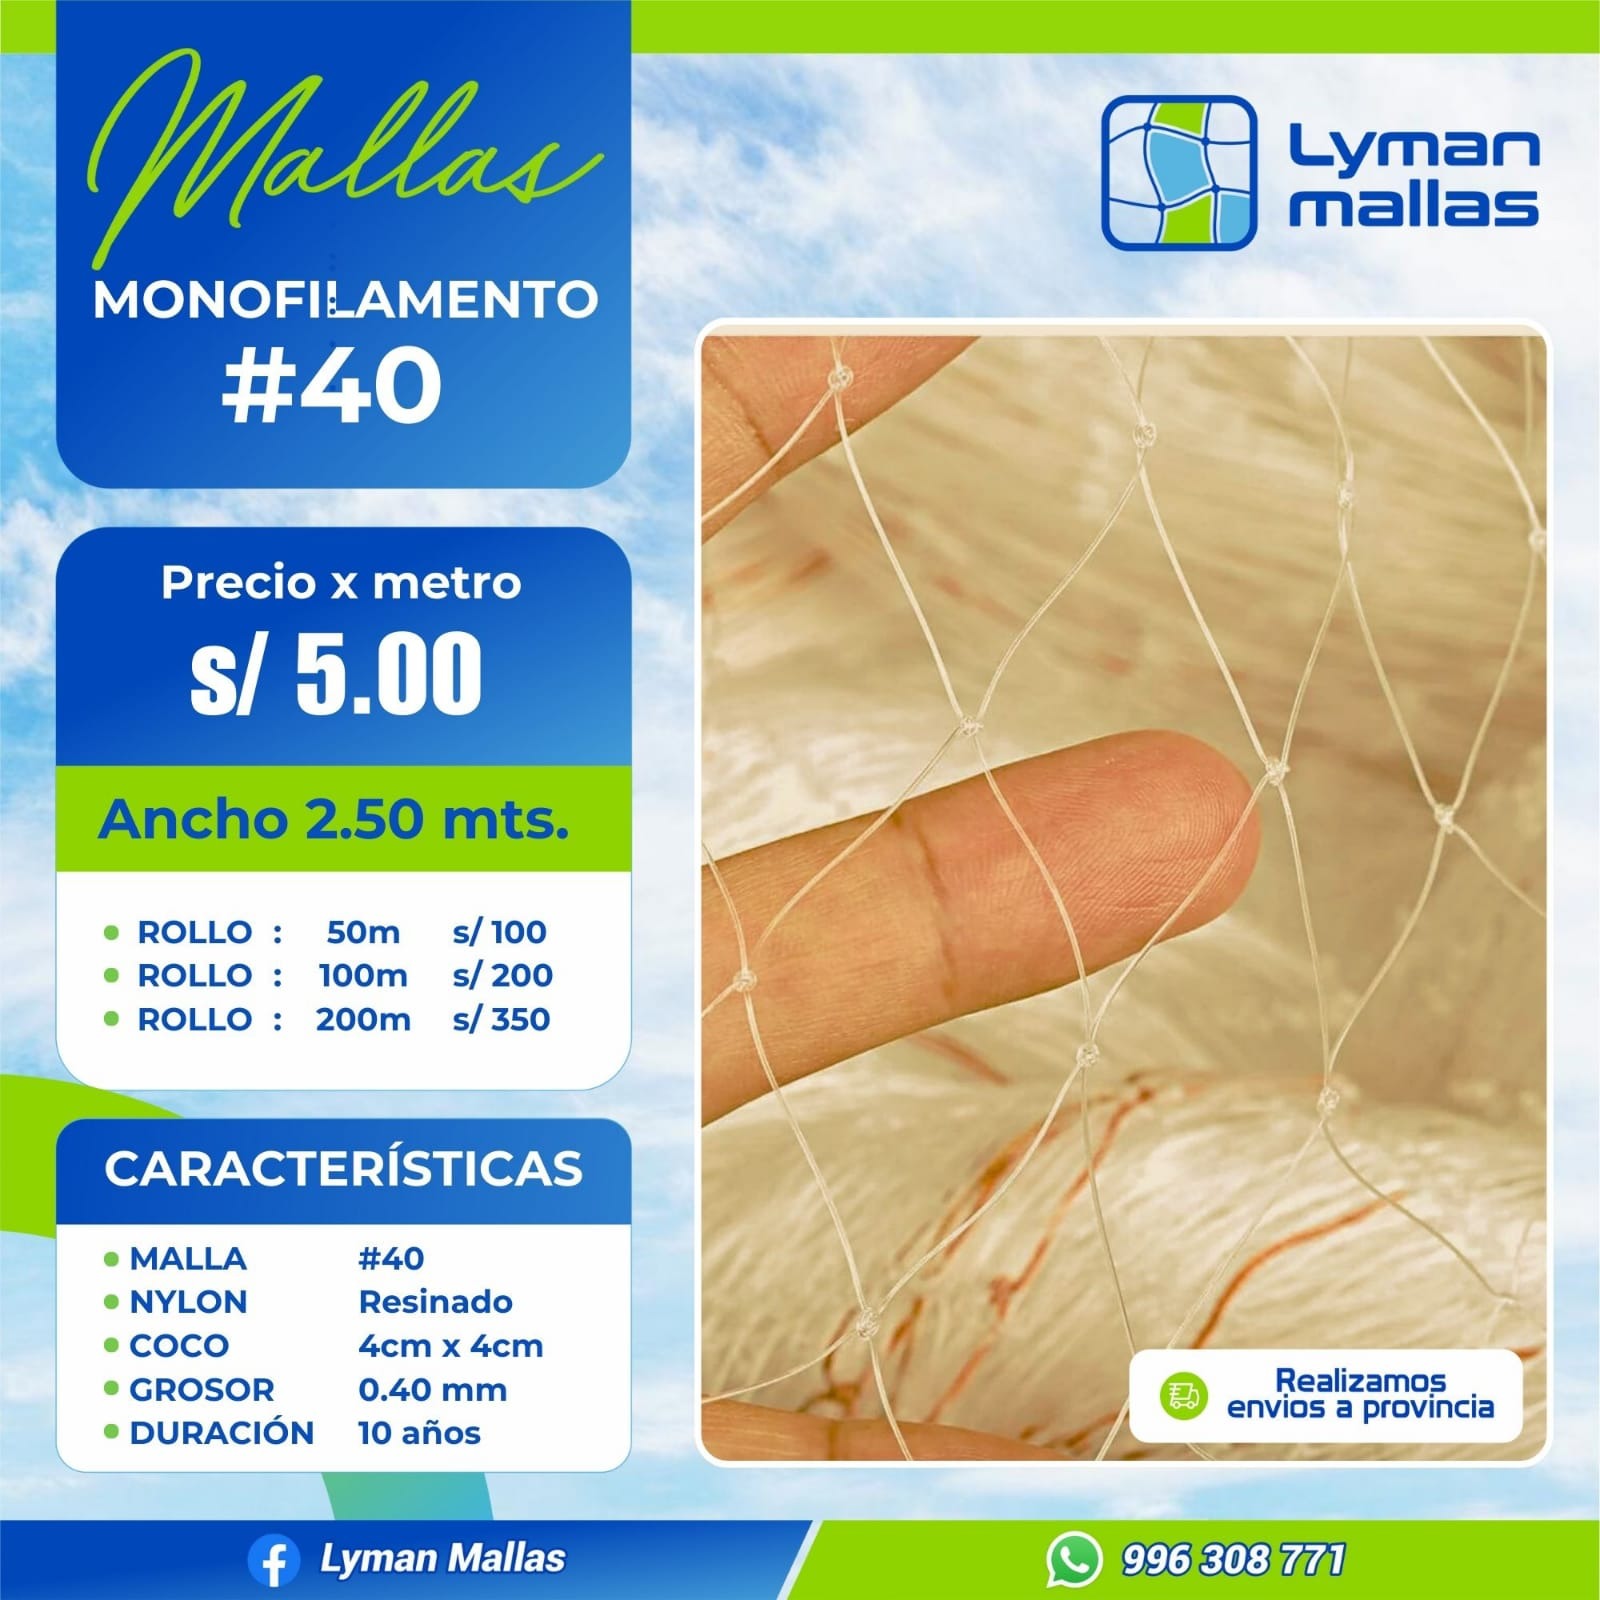 Mallas
MONOFILAMENTO
#40
Lyman
mallas
Precio x metro
s/ 5.00
Ancho 2.50 mts.
ROLLO : 50m s/ 100
ROLLO : 100m s/ 200
ROLLO : 200m s/ 350
CARACTERÍSTICAS
MALLA #40
NYLON Resinado
COCO 4cm x 4cm
GROSOR 0.40 mm
DURACIÓN 10 años
Realizamos
envios a provincia
Lyman Mallas
996 308 771